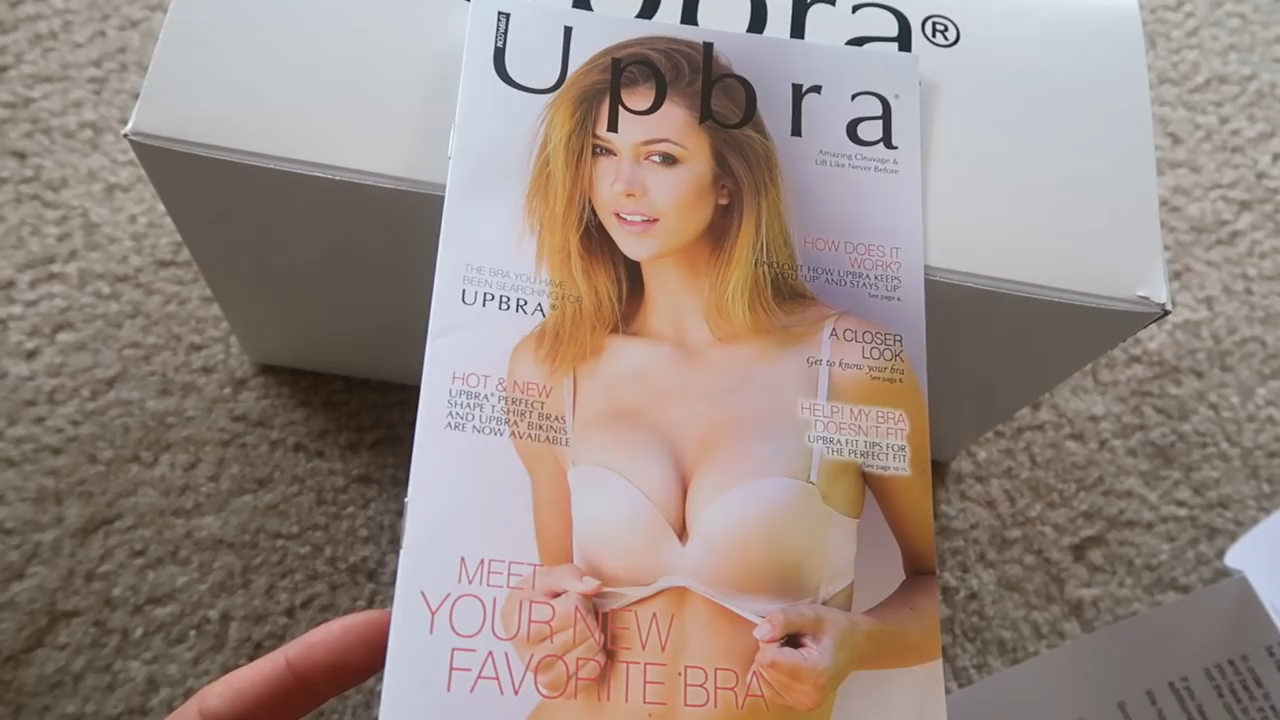 Upbra®
UPBRA.COM
Upbra®
Amazing Cleavage &
Lift Like Never Before
HOW DOES IT
WORK?
FIND OUT HOW UPBRA KEEPS
YOU 'UP' AND STAYS 'UP'
See page 4.
THE BRA YOU HAVE
BEEN SEARCHING FOR
UPBRA®
A CLOSER
LOOK
Get to know your bra
See page 8.
HOT & NEW
UPBRA® PERFECT
SHAPE T-SHIRT BRAS
AND UPBRA® BIKINIS
ARE NOW AVAILABLE
HELP! MY BRA
DOESN'T FIT
UPBRA FIT TIPS FOR
THE PERFECT FIT
See page 10-11.
MEET
YOUR NEW
FAVORITE BRA